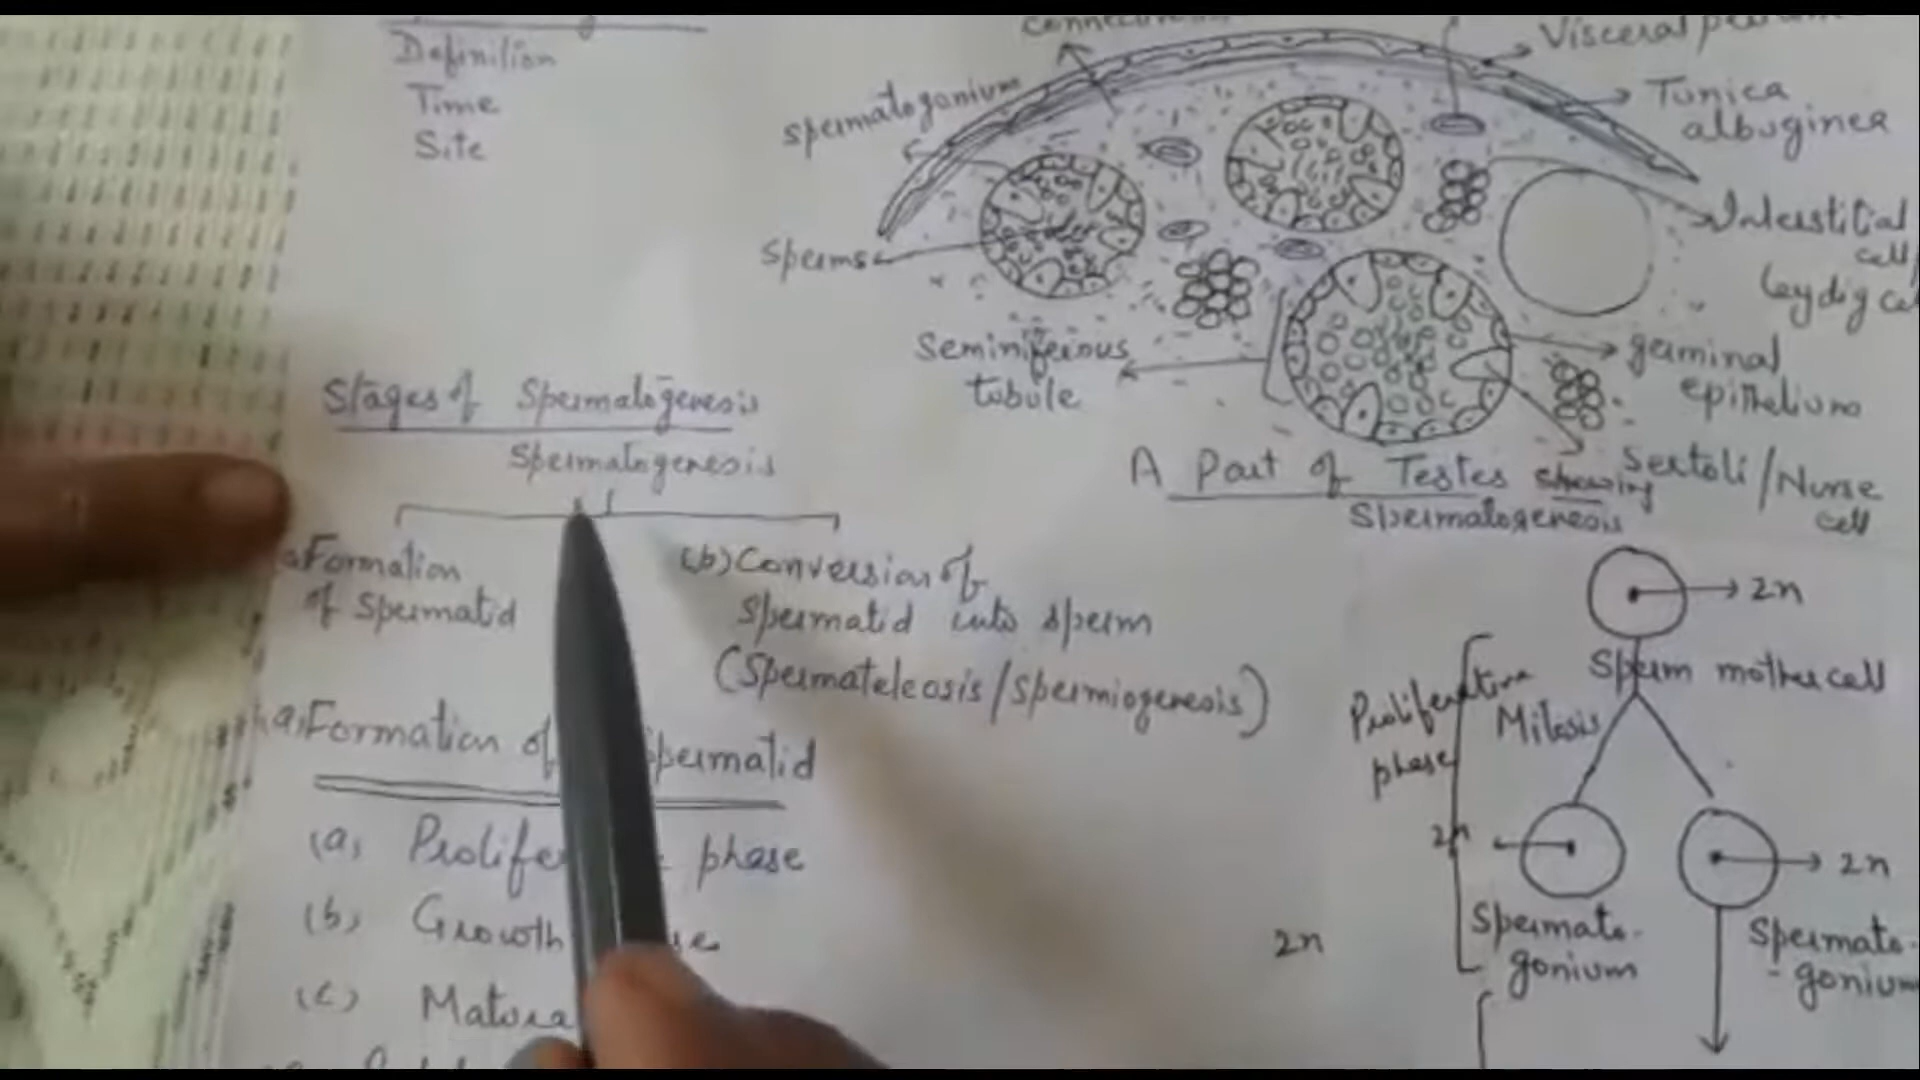 Definition
Time
Site
Visceral
spermatogonium
Tunica
albuginea
Sperms
Interstitial
cell/
Leydig
Seminiferous
tubule
germinal
epithelium
Sertoli/Nurse
cell
A Part of Testes showing
Spermatogenesis
Stages of Spermatogenesis
Spermatogenesis
Formation
of spermatid
(b) Conversion of
spermatid into sperm
(Spermateleosis/spermiogenesis)
(a) Formation of spermatid
(a) phase
(b) Growth
(c)
2n
Sperm mother cell
Proliferative
phase
Mitosis
2n
2n
2n
Spermato-
gonium
Spermato-
-gonium